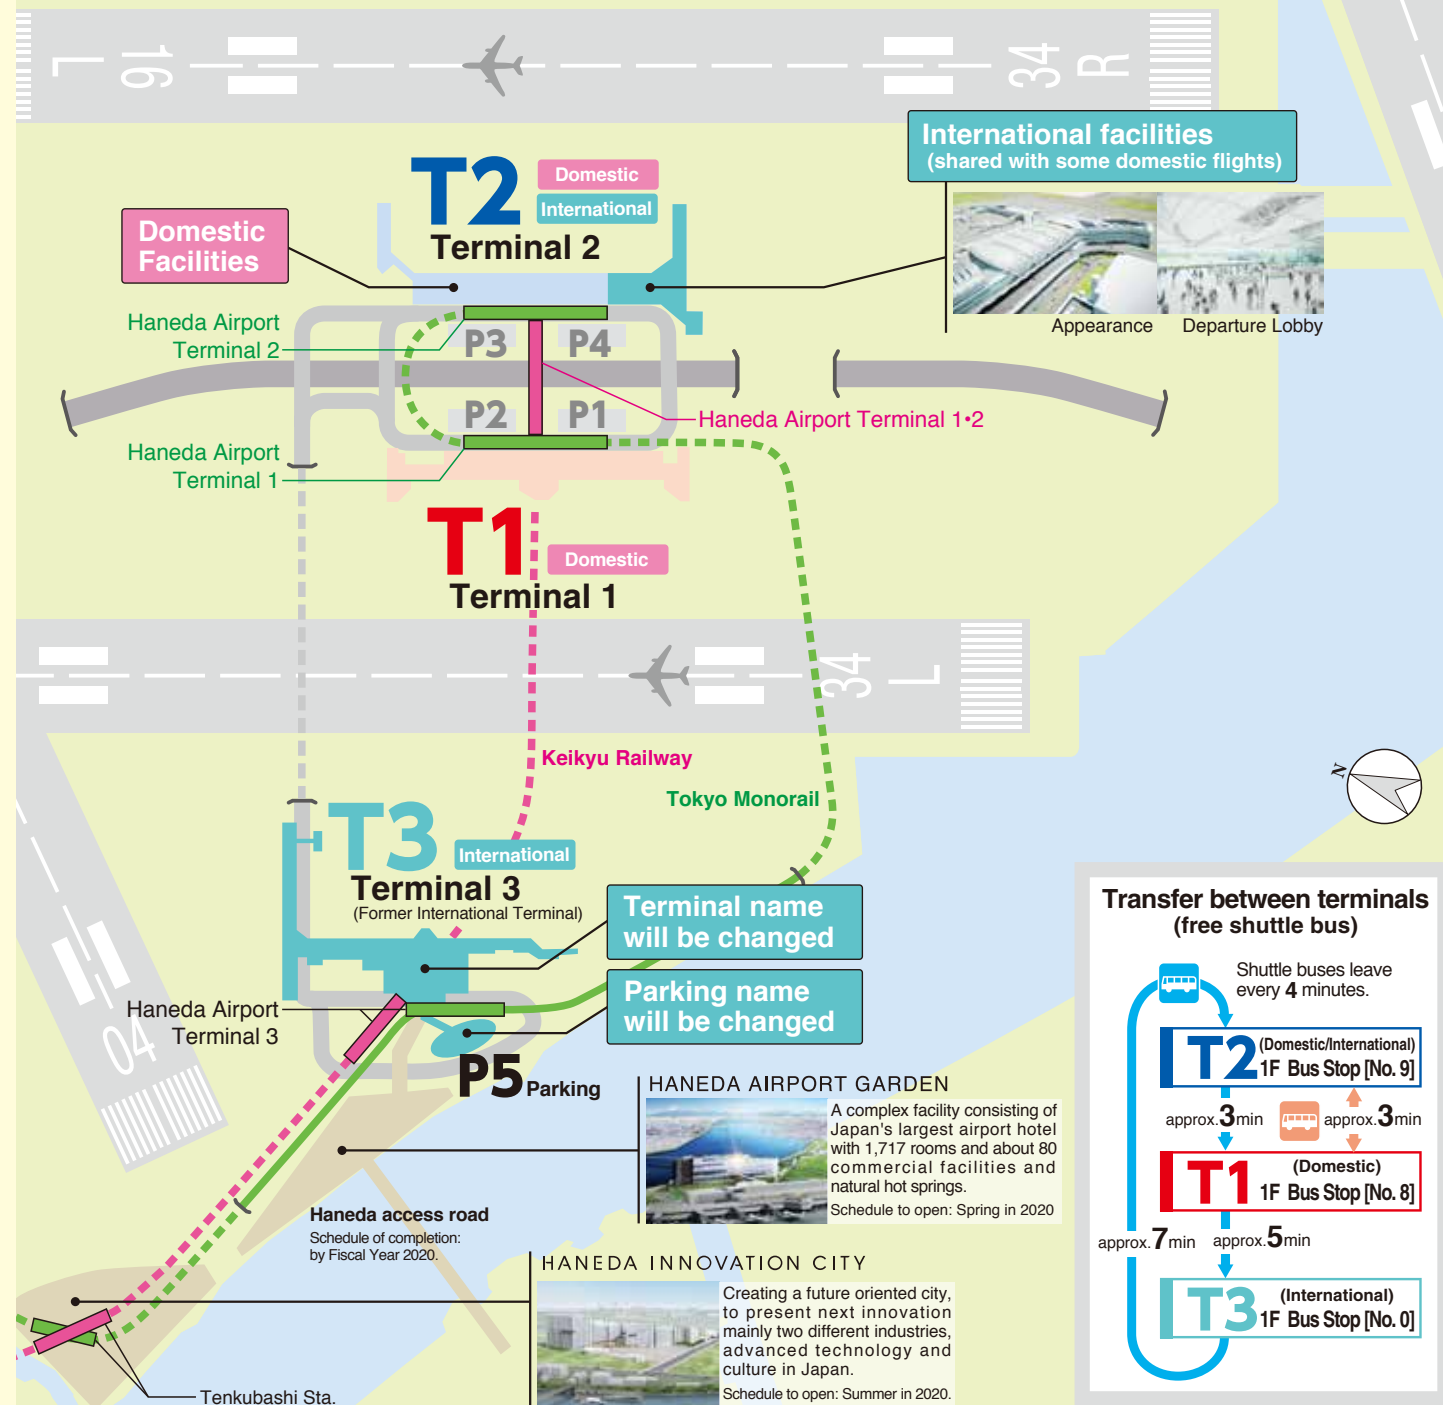 L 16
34 R
International facilities
(shared with some domestic flights)
Appearance
Departure Lobby
T2
Domestic
International
Terminal 2
Domestic
Facilities
Haneda Airport
Terminal 2
P3
P4
P2
P1
Haneda Airport Terminal 1•2
Haneda Airport
Terminal 1
T1
Domestic
Terminal 1
34 L
Keikyu Railway
Tokyo Monorail
N
T3
International
Terminal 3
(Former International Terminal)
Terminal name
will be changed
Parking name
will be changed
Haneda Airport
Terminal 3
04
P5 Parking
HANEDA AIRPORT GARDEN
A complex facility consisting of
Japan's largest airport hotel
with 1,717 rooms and about 80
commercial facilities and
natural hot springs.
Schedule to open: Spring in 2020
Haneda access road
Schedule of completion:
by Fiscal Year 2020.
HANEDA INNOVATION CITY
Creating a future oriented city,
to present next innovation
mainly two different industries,
advanced technology and
culture in Japan.
Schedule to open: Summer in 2020.
Tenkubashi Sta.
Transfer between terminals
(free shuttle bus)
Shuttle buses leave
every 4 minutes.
T2 (Domestic/International)
1F Bus Stop [No. 9]
approx.3min
approx.3min
T1 (Domestic)
1F Bus Stop [No. 8]
approx.7min
approx.5min
T3 (International)
1F Bus Stop [No. 0]